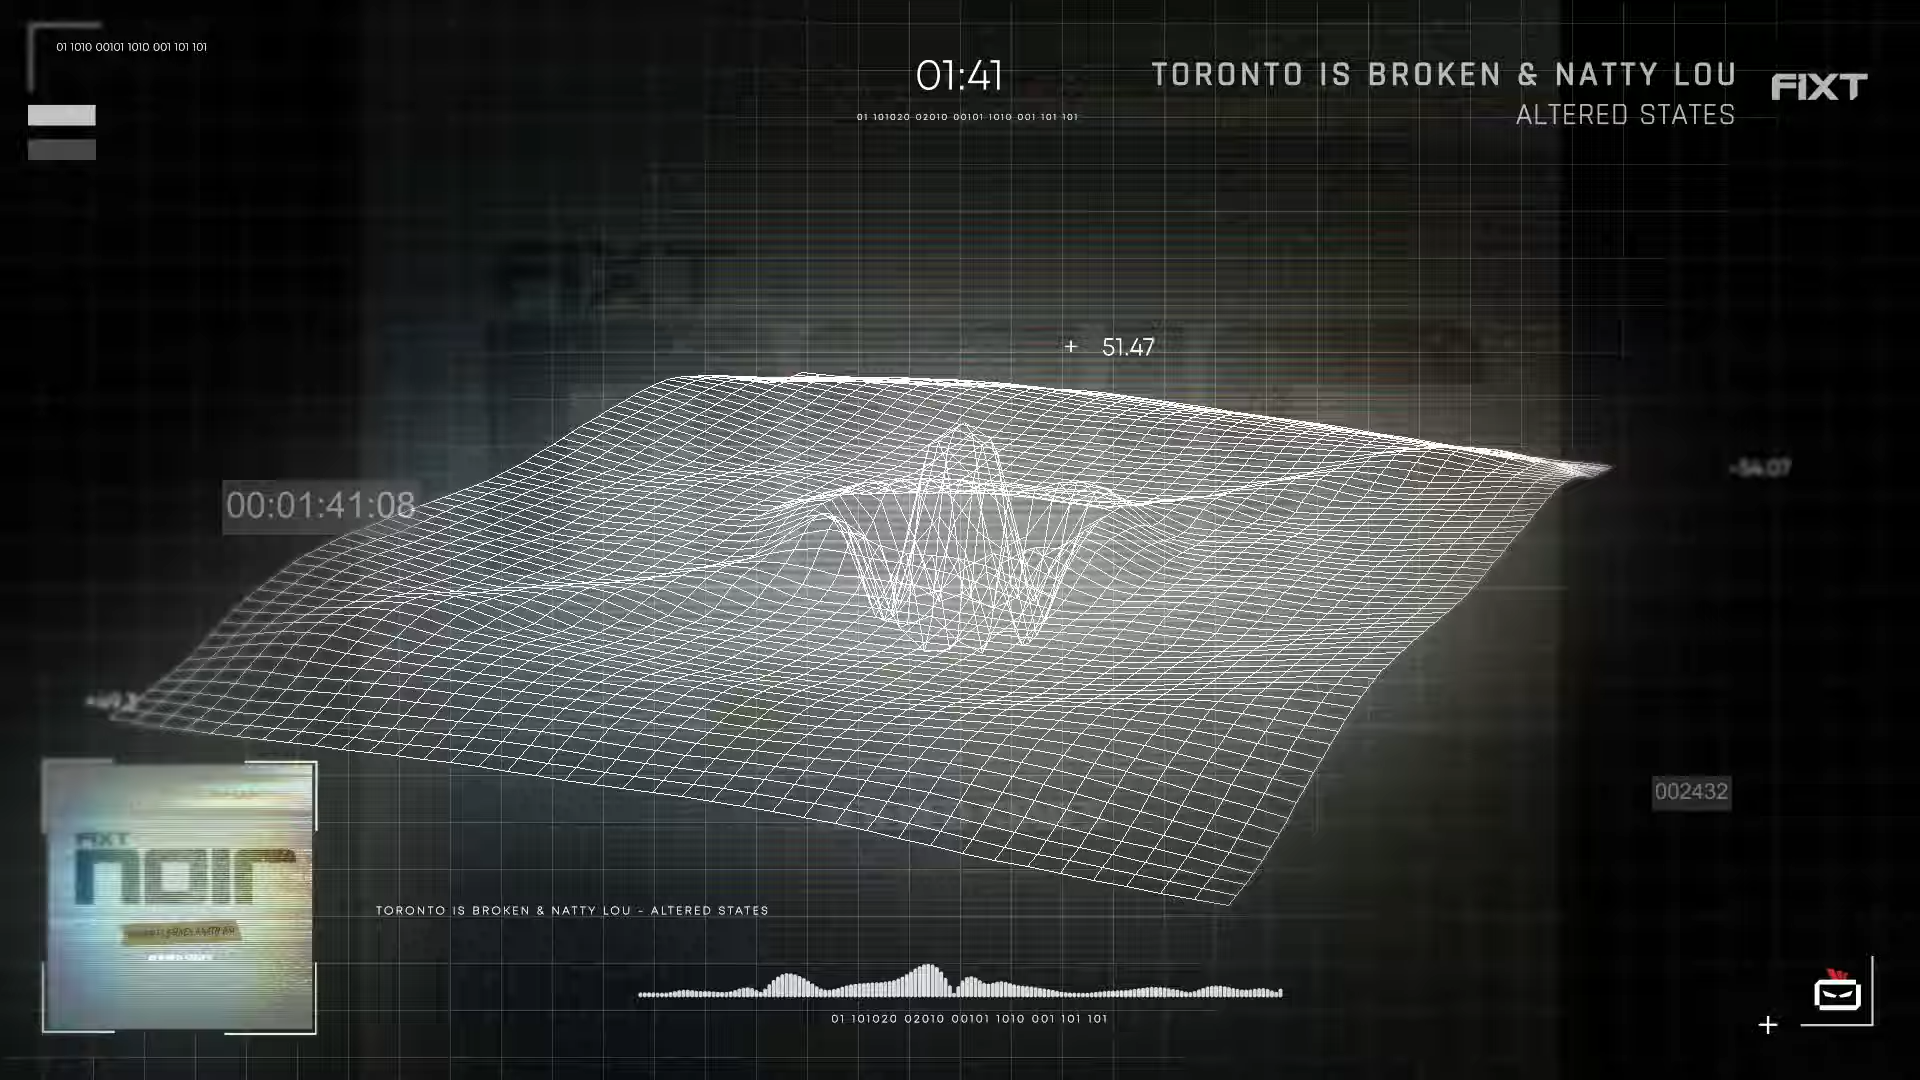 01 1010 00101 1010 001 101 101
01:41
01 101020 02010 00101 1010 001 101 101
TORONTO IS BROKEN & NATTY LOU
ALTERED STATES
FIXT
+ 51.47
-54.07
00:01:41:08
002432
FIXT
noir
TORONTO IS BROKEN & NATTY LOU - ALTERED STATES
01 101020 02010 00101 1010 001 101 101